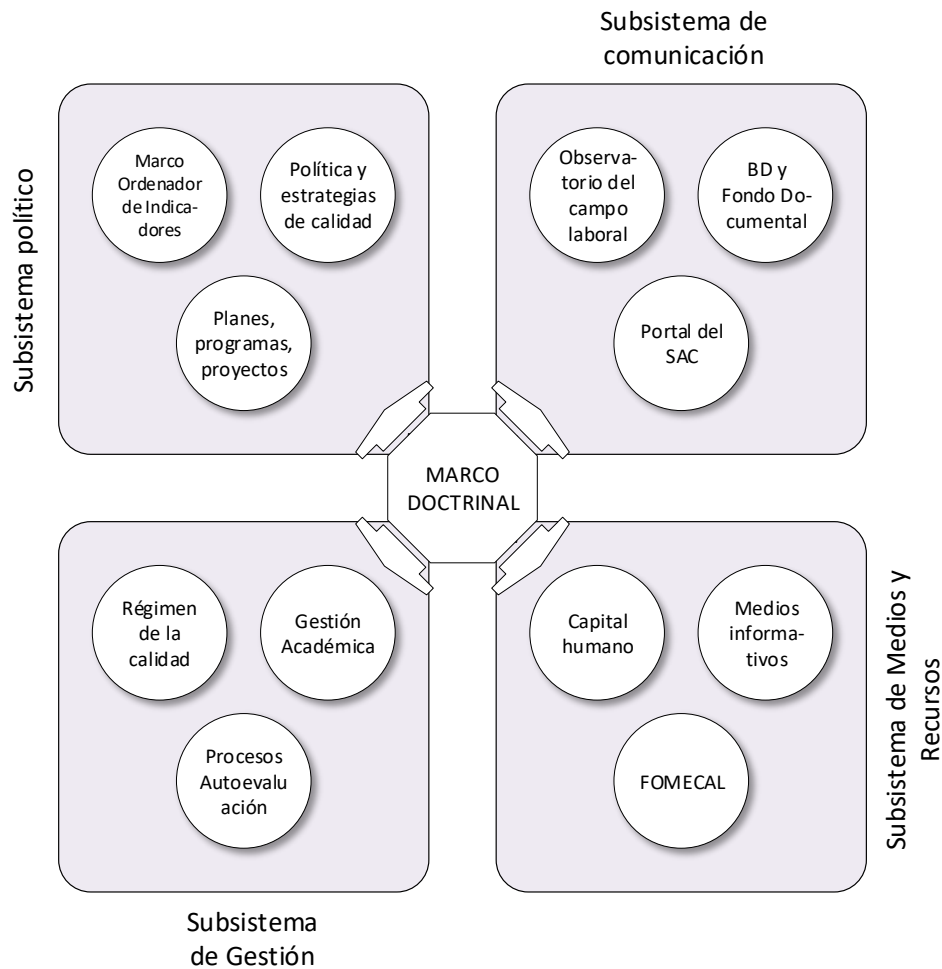 Subsistema de
comunicación
Subsistema político
Marco
Ordenador
de Indica-
dores
Política y
estrategias
de calidad
Planes,
programas,
proyectos
Observa-
torio del
campo
laboral
BD y
Fondo Do-
cumental
Portal del
SAC
MARCO
DOCTRINAL
Régimen
de la
calidad
Gestión
Académica
Procesos
Autoevalu
ación
Capital
humano
Medios
informa-
tivos
FOMECAL
Subsistema de Medios y
Recursos
Subsistema
de Gestión